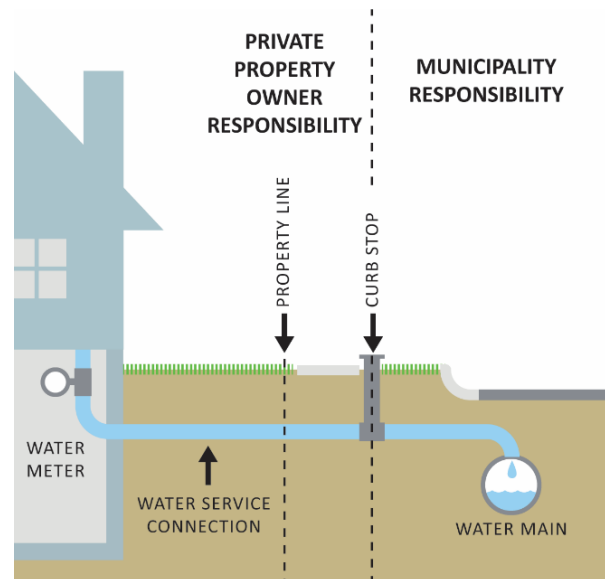 PRIVATE
PROPERTY
OWNER
RESPONSIBILITY
MUNICIPALITY
RESPONSIBILITY
PROPERTY LINE
CURB STOP
WATER
METER
WATER SERVICE
CONNECTION
WATER MAIN